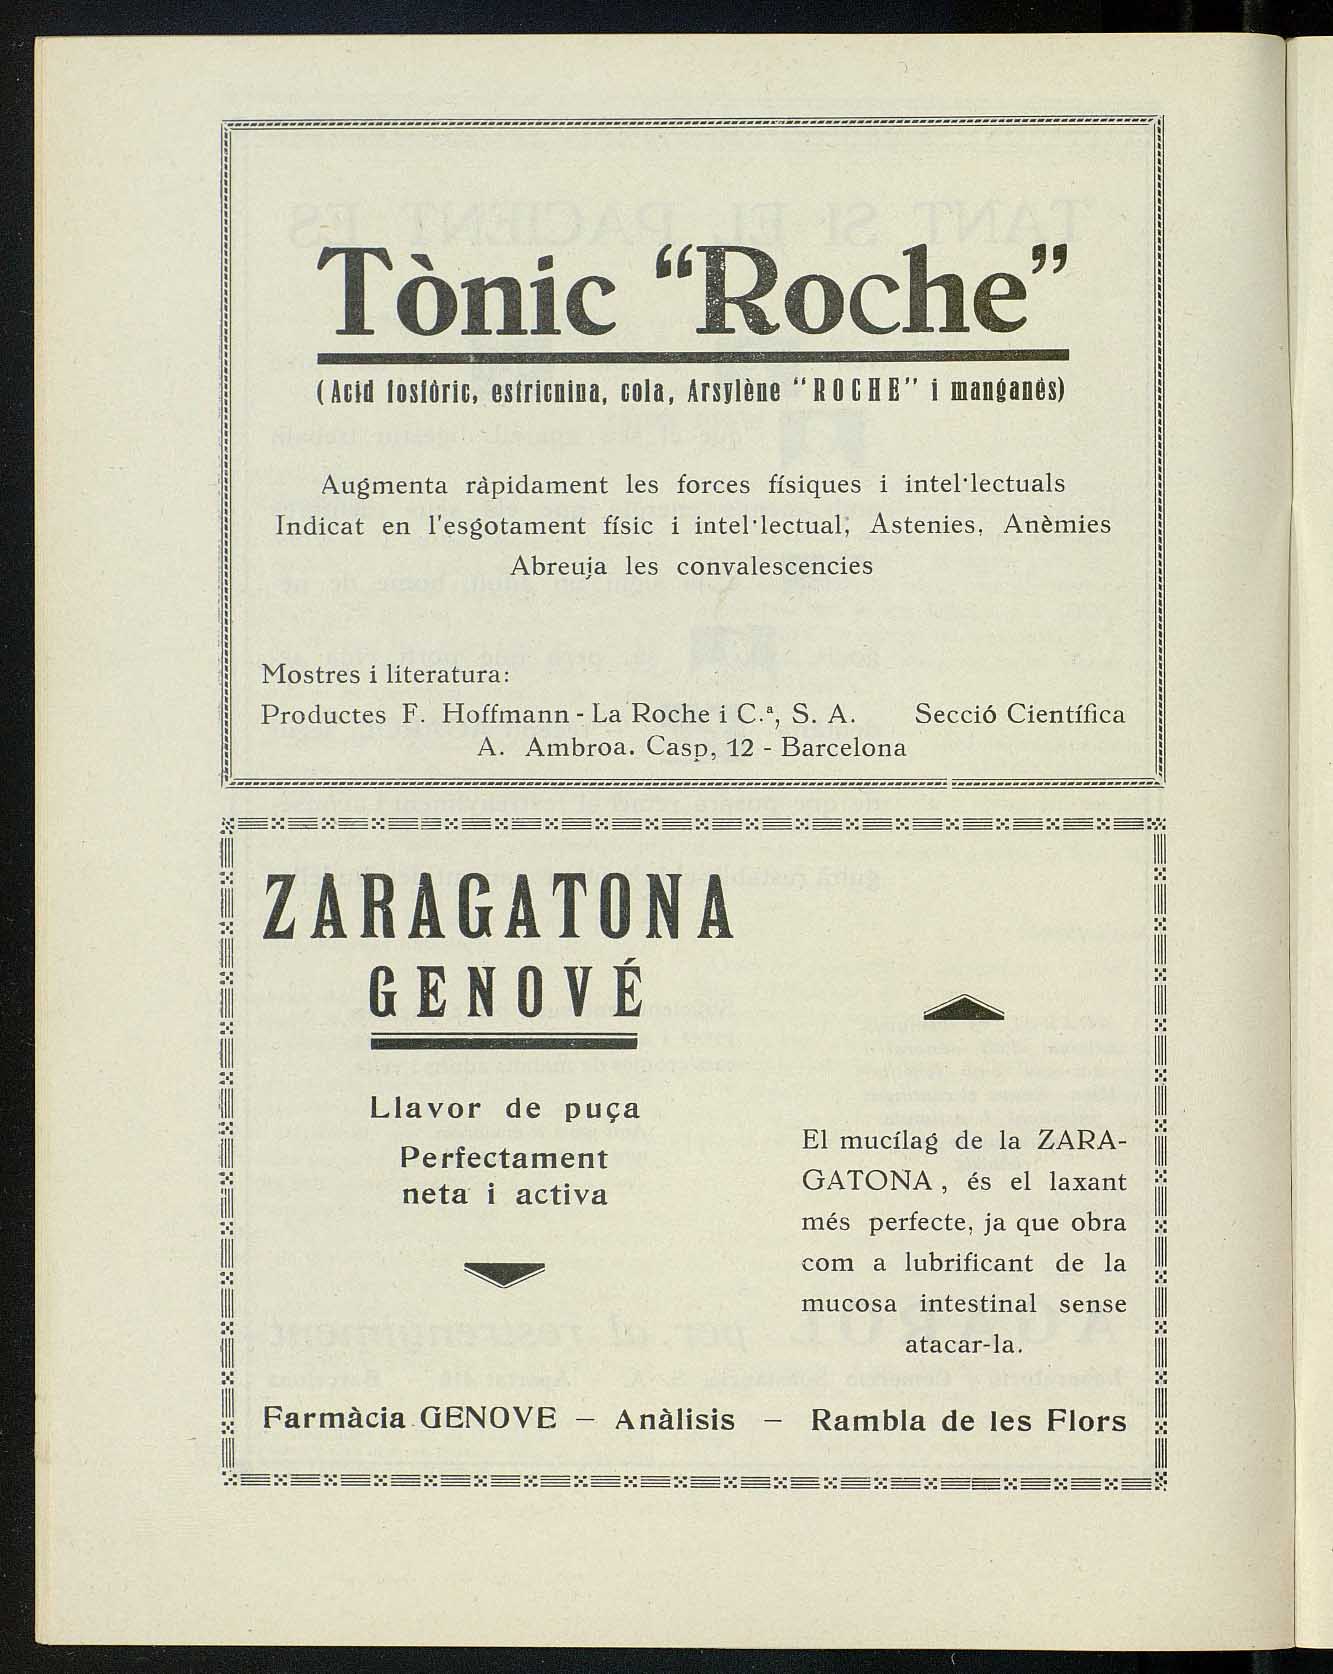 Tònic “Roche”
(Acid fosfòric, estricnina, cola, Arsylène “ROCHE” i manganès)
Augmenta ràpidament les forces físiques i intel·lectuals
Indicat en l'esgotament físic i intel·lectual; Astenies, Anèmies
Abreuja les convalescencies
Mostres i literatura:
Productes F. Hoffmann - La Roche i C.ª, S. A. Secció Científica
A. Ambroa. Casp, 12 - Barcelona
ZARAGATONA
GENOVÉ
Llavor de puça
Perfectament
neta i activa
El mucílag de la ZARA-
GATONA, és el laxant
més perfecte, ja que obra
com a lubrificant de la
mucosa intestinal sense
atacar-la.
Farmàcia GENOVE – Anàlisis – Rambla de les Flors